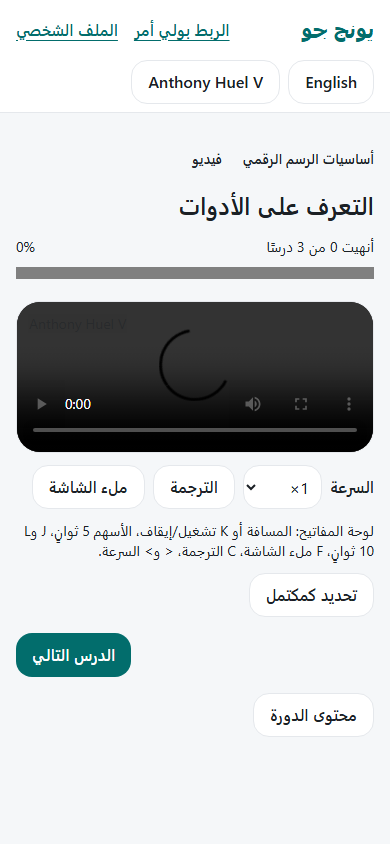 يونج جو
الربط بولي أمر
الملف الشخصي
English
Anthony Huel V
أساسيات الرسم الرقمي
فيديو
التعرف على الأدوات
أنهيت 0 من 3 درسًا
0%
Anthony Huel V
0:00
السرعة
1×
الترجمة
ملء الشاشة
لوحة المفاتيح: المسافة أو K تشغيل/إيقاف، الأسهم 5 ثوانٍ، J وL
10 ثوانٍ، F ملء الشاشة، C الترجمة، < و> السرعة.
تحديد كمكتمل
الدرس التالي
محتوى الدورة